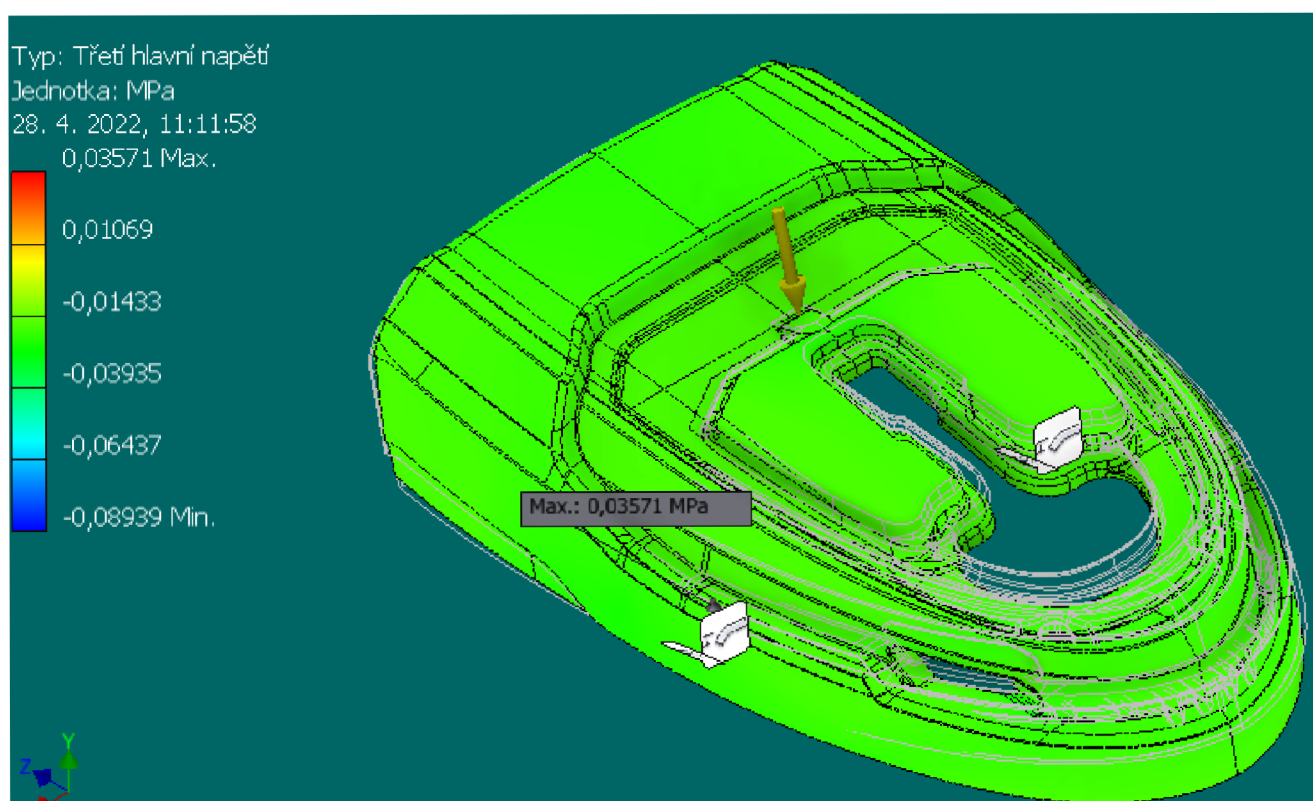 Typ: Třetí hlavní napětí
Jednotka: MPa
28. 4. 2022, 11:11:58
0,03571 Max.
0,01069
-0,01433
-0,03935
-0,06437
-0,08939 Min.
Max.: 0,03571 MPa
Y
Z